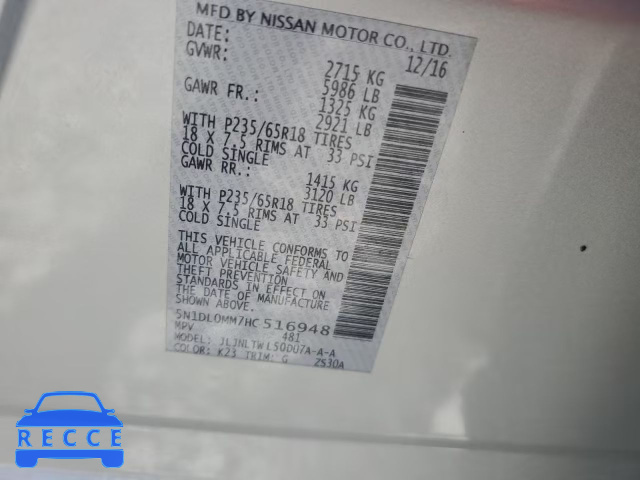 MFD BY NISSAN MOTOR CO., LTD.
DATE: 12/16
GVWR: 2715 KG
5986 LB
GAWR FR.: 1325 KG
2921 LB
WITH P235/65R18 TIRES
18 X 7.5 RIMS AT 33 PSI
COLD SINGLE
GAWR RR.: 1415 KG
3120 LB
WITH P235/65R18 TIRES
18 X 7.5 RIMS AT 33 PSI
COLD SINGLE
THIS VEHICLE CONFORMS TO
ALL APPLICABLE FEDERAL
MOTOR VEHICLE SAFETY AND
THEFT PREVENTION
STANDARDS IN EFFECT ON
THE DATE OF MANUFACTURE
SHOWN ABOVE.
5N1DL0MM7HC516948
MPV 481
MODEL: JLJNLTWL50DU7A-A-A
COLOR: K23 TRIM: G 2S30A
RECCE